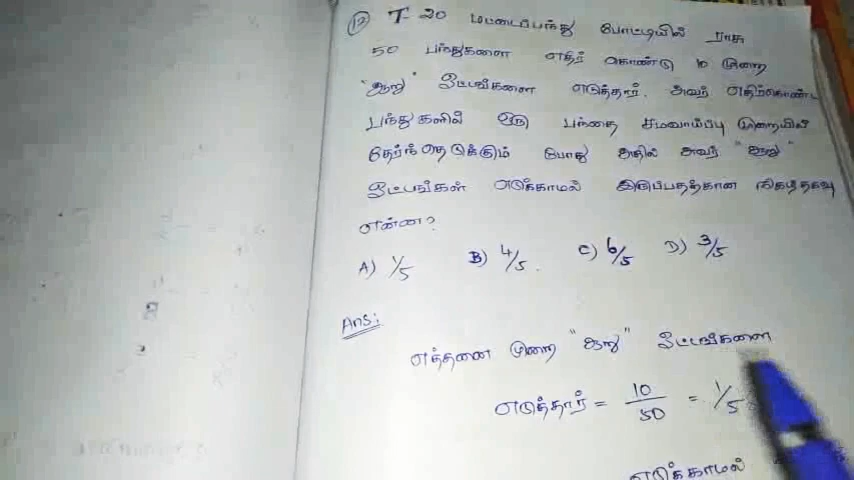 12) T-20 மட்டைப்பந்து போட்டியில் ராசு
50 பந்துகளை எதிர் கொண்டு 10 முறை
"ஆறு" ஓட்டங்களை எடுத்தார். அவர் எதிர்கொண்ட
பந்துகளில் ஒரு பந்தை சமவாய்ப்பு முறையில்
தேர்ந்தெடுக்கும் போது அதில் அவர் "ஆறு"
ஓட்டங்கள் எடுக்காமல் இருப்பதற்கான நிகழ்தகவு
என்ன?
A) 1/5 B) 4/5 C) 6/5 D) 3/5
Ans:
எத்தனை முறை "ஆறு" ஓட்டங்களை
எடுத்தார் = 10/50 = 1/5
எடுக்காமல்